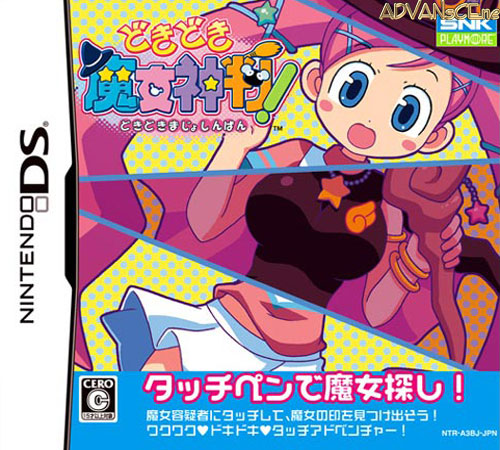 ADVANsCE.ne
SNK
PLAYMORE
どきどき
魔女神判!
どきどきまじょしんぱん
TM
NINTENDO DS
タッチペンで魔女探し!
魔女容疑者にタッチして、魔女の印を見つけ出そう!
ワクワク♥ドキドキ♥タッチアドベンチャー!
CERO
C
15才以上対象
NTR-A3BJ-JPN